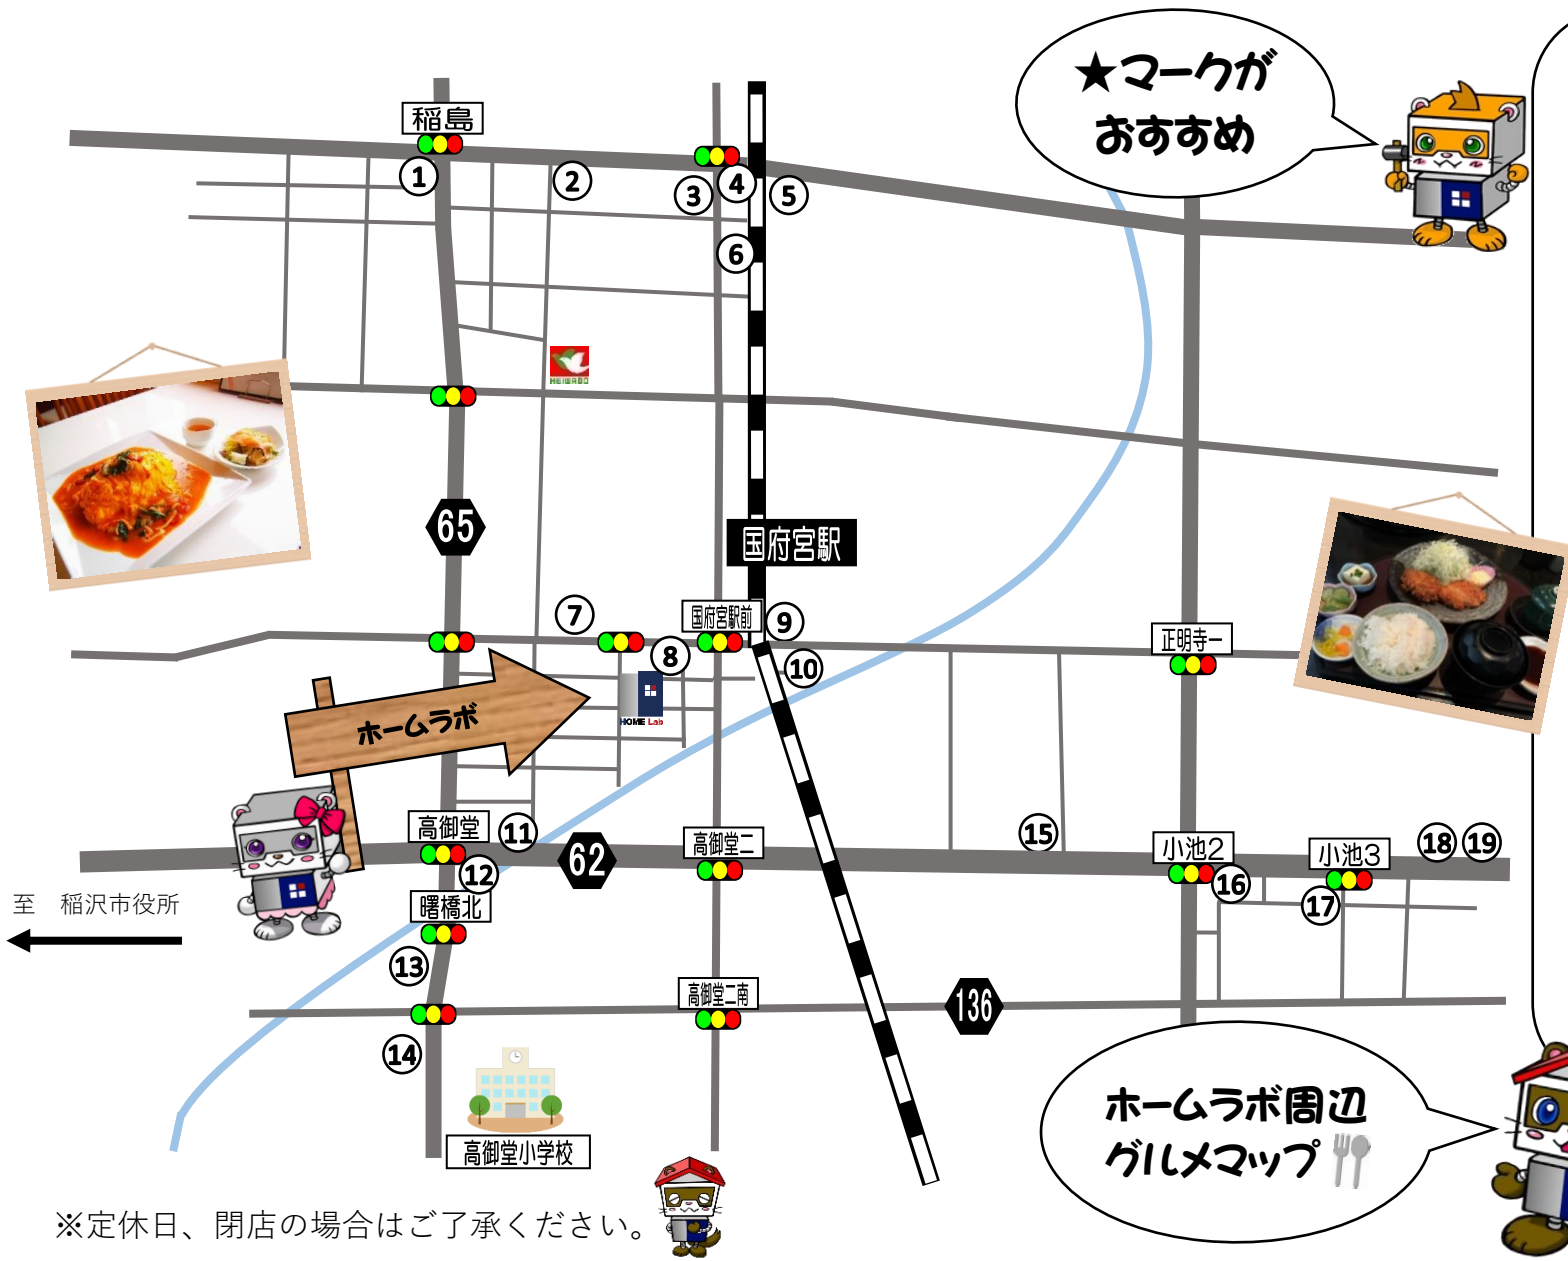 ★マークが
おすすめ
稲島
①
②
③
④
⑤
⑥
HEIWADO
65
国府宮駅
⑦
国府宮駅前
⑨
正明寺一
⑧
⑩
HOME Lab
ホームラボ
高御堂
⑪
62
高御堂二
⑮
小池2
小池3
⑱
⑲
⑫
⑯
⑰
至　稲沢市役所
曙橋北
⑬
高御堂二南
136
⑭
高御堂小学校
ホームラボ周辺
グルメマップ
※定休日、閉店の場合はご了承ください。